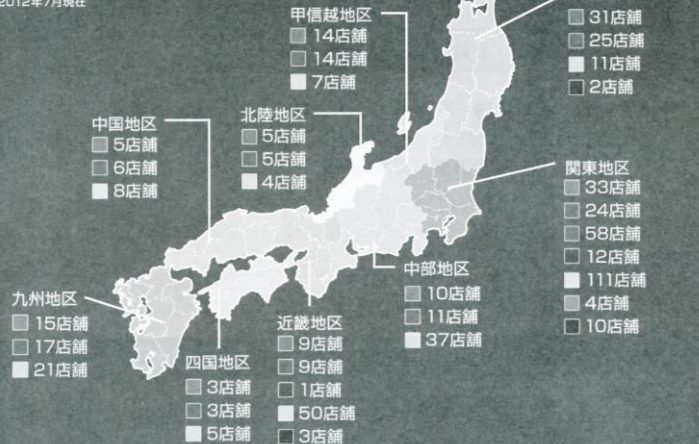 2012年7月現在
甲信越地区
14店舗
14店舗
7店舗
31店舗
25店舗
11店舗
2店舗
中国地区
5店舗
6店舗
8店舗
北陸地区
5店舗
5店舗
4店舗
関東地区
33店舗
24店舗
58店舗
12店舗
111店舗
4店舗
10店舗
中部地区
10店舗
11店舗
37店舗
九州地区
15店舗
17店舗
21店舗
四国地区
3店舗
3店舗
5店舗
近畿地区
9店舗
9店舗
1店舗
50店舗
3店舗